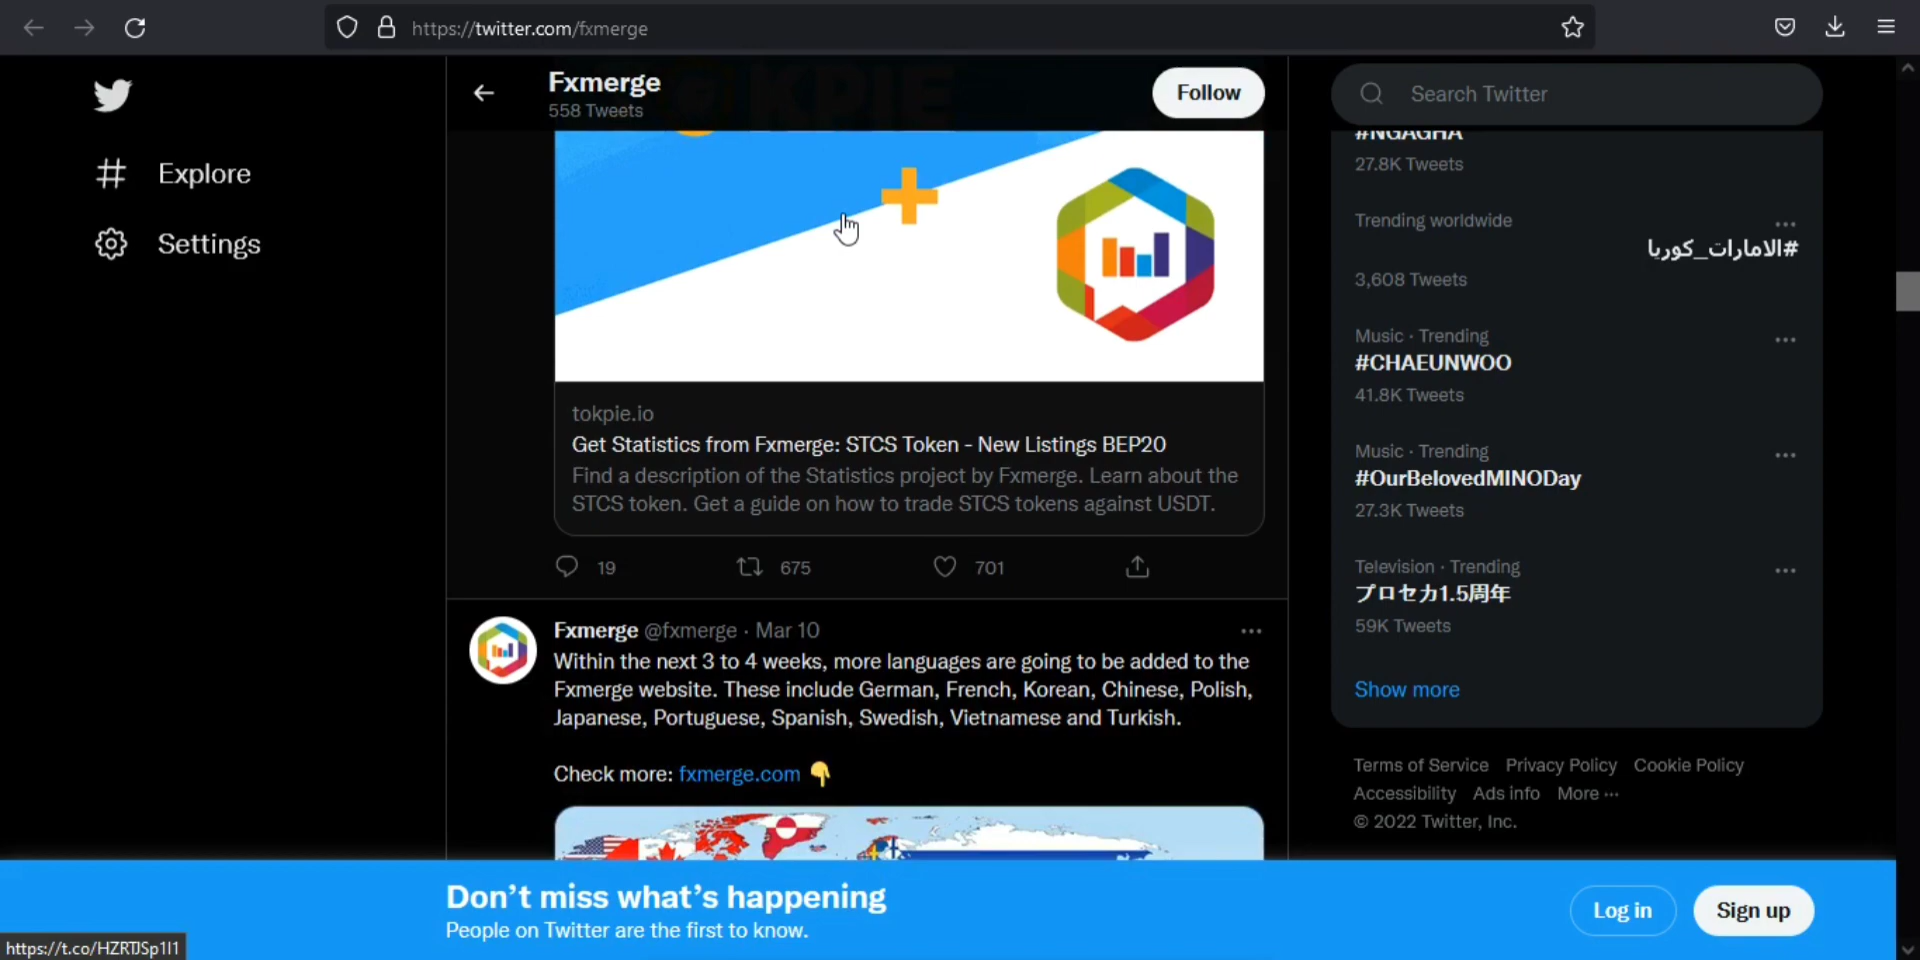 https://twitter.com/fxmerge
Explore
Settings
Fxmerge
558 Tweets
Follow
tokpie.io
Get Statistics from Fxmerge: STCS Token - New Listings BEP20
Find a description of the Statistics project by Fxmerge. Learn about the
STCS token. Get a guide on how to trade STCS tokens against USDT.
19
675
701
Fxmerge @fxmerge · Mar 10
Within the next 3 to 4 weeks, more languages are going to be added to the
Fxmerge website. These include German, French, Korean, Chinese, Polish,
Japanese, Portuguese, Spanish, Swedish, Vietnamese and Turkish.
Check more: fxmerge.com
Search Twitter
#NGAGHA
27.8K Tweets
Trending worldwide
#الامارات_كوريا
3,608 Tweets
Music · Trending
#CHAEUNWOO
41.8K Tweets
Music · Trending
#OurBelovedMINODay
27.3K Tweets
Television · Trending
プロセカ1.5周年
59K Tweets
Show more
Terms of Service Privacy Policy Cookie Policy
Accessibility Ads info More ···
© 2022 Twitter, Inc.
Don't miss what's happening
People on Twitter are the first to know.
Log in
Sign up